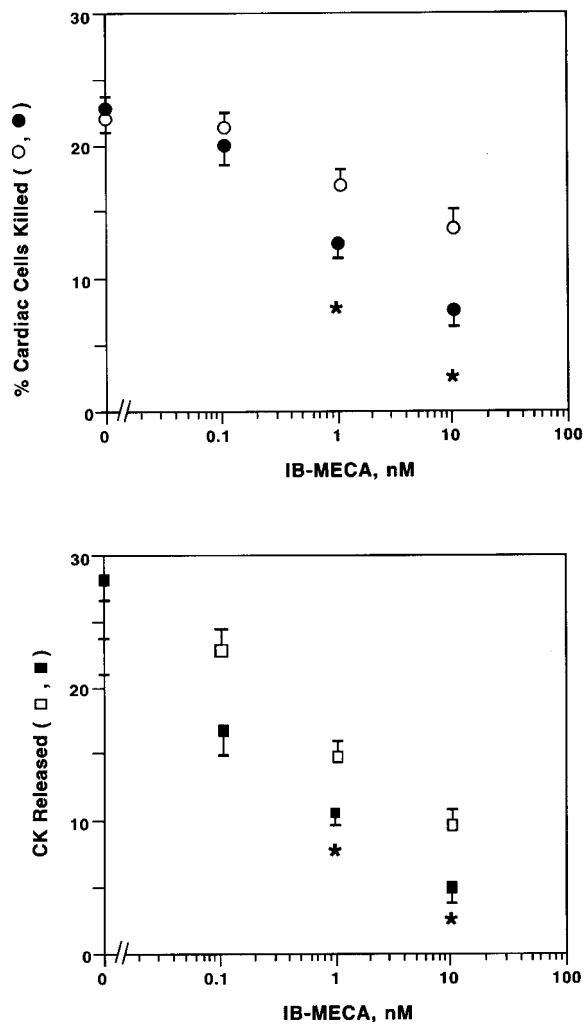 30
20
10
0
% Cardiac Cells Killed ( ○ , ● )
0 0.1 1 10 100
* *
IB-MECA, nM
30
20
10
0
CK Released ( □ , ■ )
0 0.1 1 10 100
* *
IB-MECA, nM